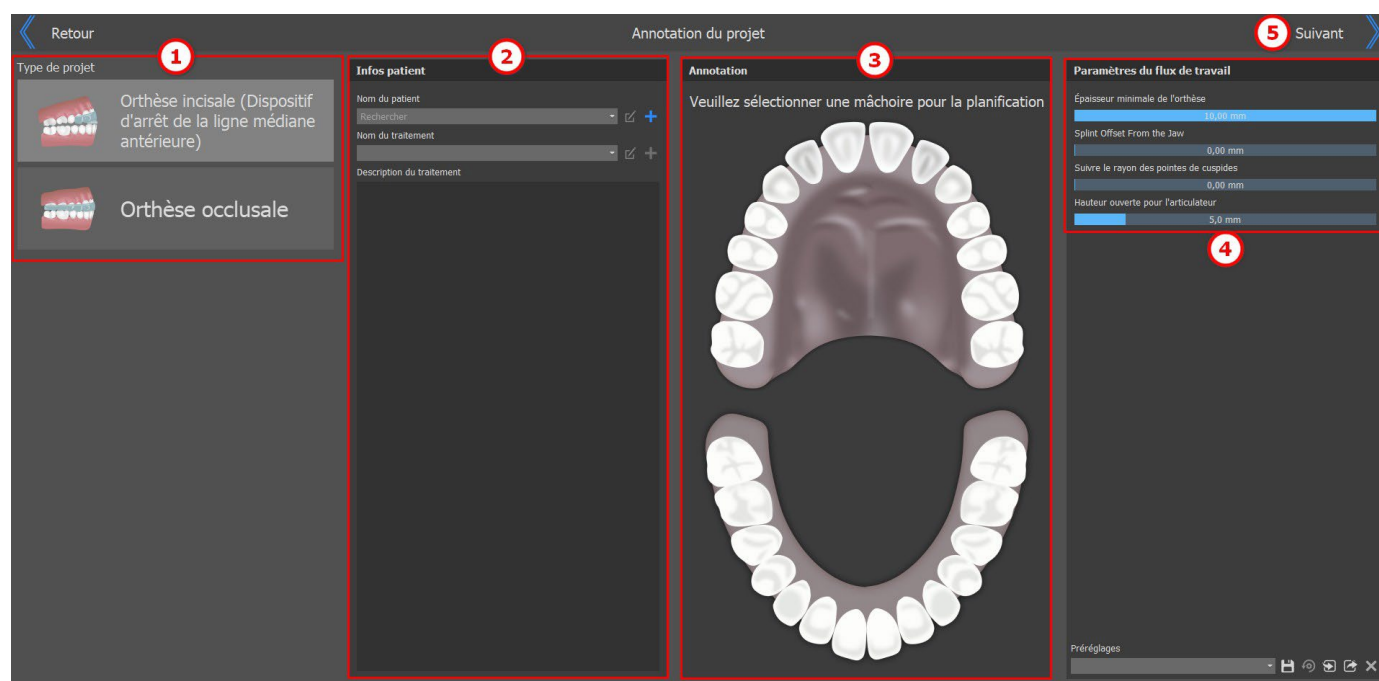 Retour
Annotation du projet
5
Suivant
1
Type de projet
Orthèse incisale (Dispositif
d'arrêt de la ligne médiane
antérieure)
Orthèse occlusale
2
Infos patient
Nom du patient
Rechercher
Nom du traitement
Description du traitement
3
Annotation
Veuillez sélectionner une mâchoire pour la planification
Paramètres du flux de travail
Épaisseur minimale de l'orthèse
10,00 mm
Splint Offset From the Jaw
0,00 mm
Suivre le rayon des pointes de cuspides
0,00 mm
Hauteur ouverte pour l'articulateur
5,0 mm
4
Préréglages